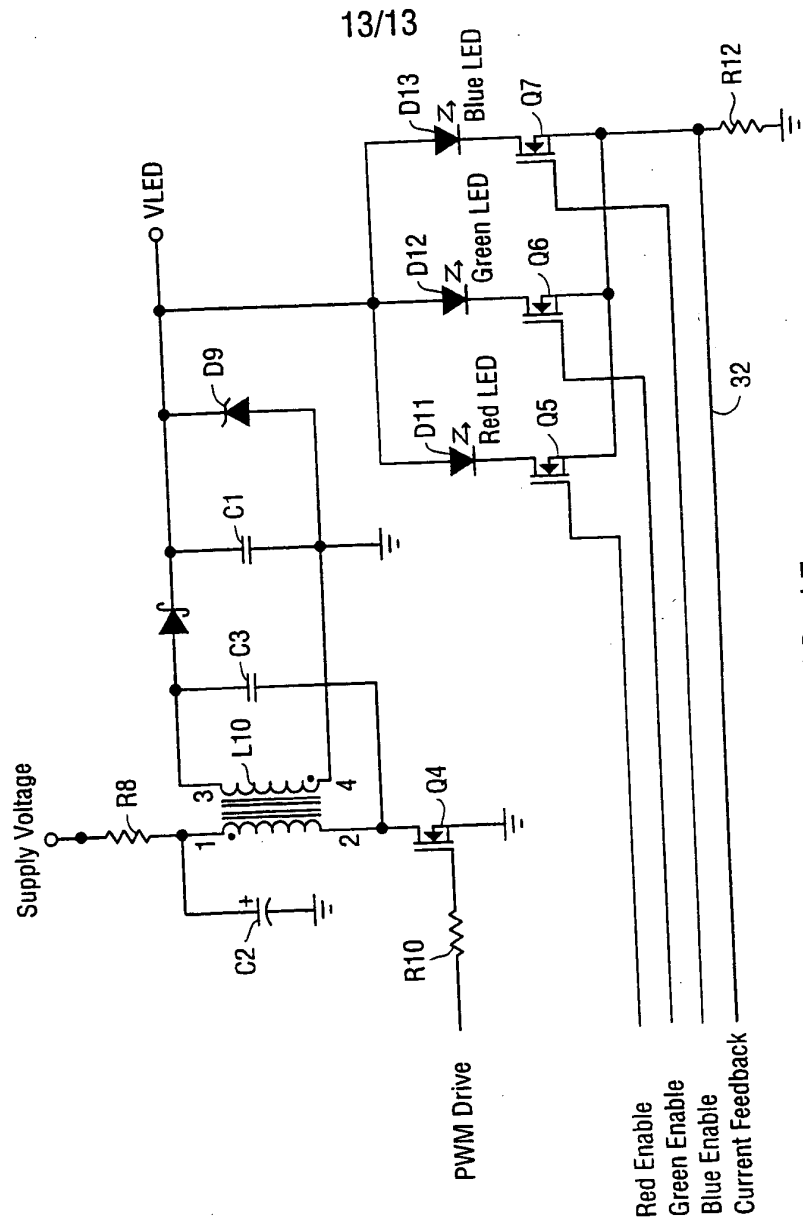 13/13
Supply Voltage
VLED
R8
C2
1
2
3
4
L10
C3
C1
D9
D11
Red LED
D12
Green LED
D13
Blue LED
Q4
R10
PWM Drive
Q5
Q6
Q7
R12
32
Red Enable
Green Enable
Blue Enable
Current Feedback